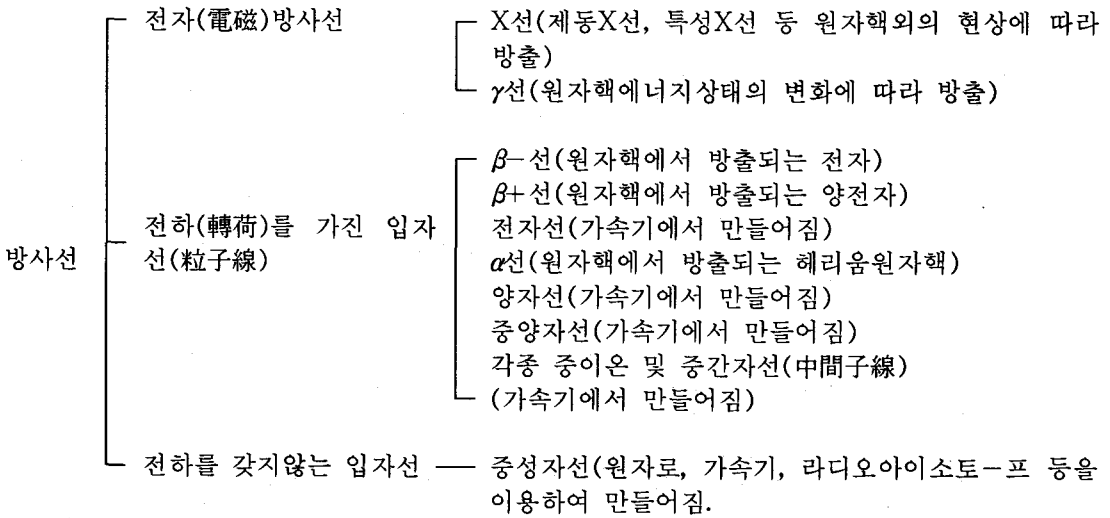 전자(電磁)방사선
X선(제동X선, 특성X선 등 원자핵외의 현상에 따라
방출)
γ선(원자핵에너지상태의 변화에 따라 방출)
방사선
전하(轉荷)를 가진 입자
선(粒子線)
β−선(원자핵에서 방출되는 전자)
β+선(원자핵에서 방출되는 양전자)
전자선(가속기에서 만들어짐)
α선(원자핵에서 방출되는 헤리움원자핵)
양자선(가속기에서 만들어짐)
중양자선(가속기에서 만들어짐)
각종 중이온 및 중간자선(中間子線)
(가속기에서 만들어짐)
전하를 갖지않는 입자선
중성자선(원자로, 가속기, 라디오아이소토−프 등을
이용하여 만들어짐.